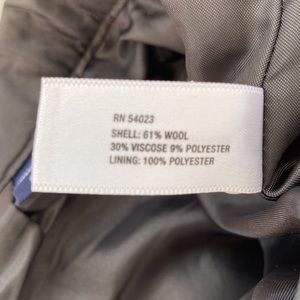 RN 54023
SHELL: 61% WOOL
30% VISCOSE 9% POLYESTER
LINING: 100% POLYESTER